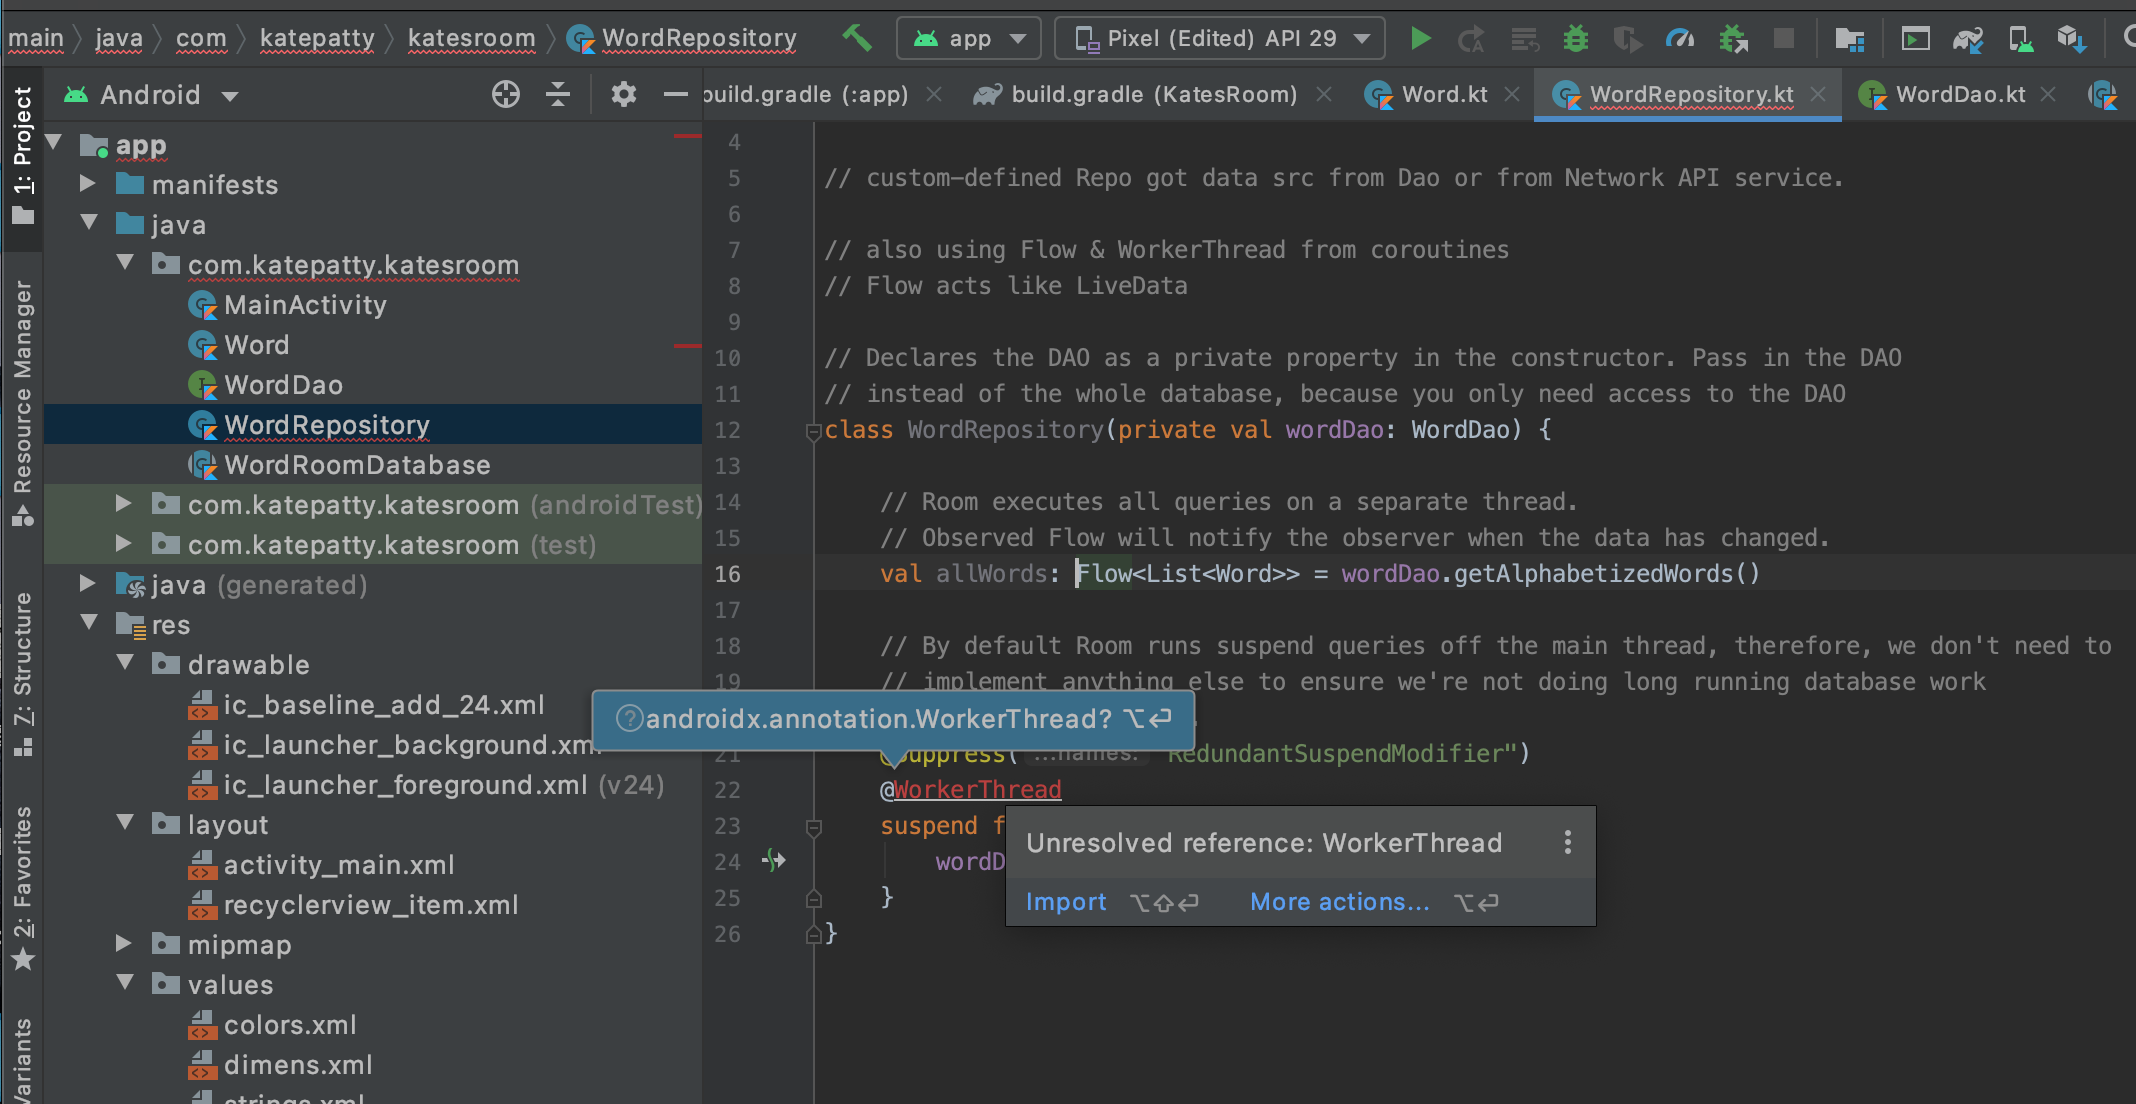 main
java
com
katepatty
katesroom
WordRepository
app
Pixel (Edited) API 29
1: Project
Resource Manager
7: Structure
2: Favorites
Variants
Android
app
manifests
java
com.katepatty.katesroom
MainActivity
Word
WordDao
WordRepository
WordRoomDatabase
com.katepatty.katesroom (androidTest)
com.katepatty.katesroom (test)
java (generated)
res
drawable
ic_baseline_add_24.xml
ic_launcher_background.xml
ic_launcher_foreground.xml (v24)
layout
activity_main.xml
recyclerview_item.xml
mipmap
values
colors.xml
dimens.xml
strings.xml
build.gradle (:app)
build.gradle (KatesRoom)
Word.kt
WordRepository.kt
WordDao.kt
4
5 // custom-defined Repo got data src from Dao or from Network API service.
6
7 // also using Flow & WorkerThread from coroutines
8 // Flow acts like LiveData
9
10 // Declares the DAO as a private property in the constructor. Pass in the DAO
11 // instead of the whole database, because you only need access to the DAO
12 class WordRepository(private val wordDao: WordDao) {
13
14 // Room executes all queries on a separate thread.
15 // Observed Flow will notify the observer when the data has changed.
16 val allWords: Flow<List<Word>> = wordDao.getAlphabetizedWords()
17
18 // By default Room runs suspend queries off the main thread, therefore, we don't need to
19 // implement anything else to ensure we're not doing long running database work
?androidx.annotation.WorkerThread? ⌥⏎
21 @Suppress( ...names: "RedundantSuspendModifier")
22 @WorkerThread
23 suspend f
24 wordD
25 }
26 }
Unresolved reference: WorkerThread
Import ⌥⇧⏎ More actions... ⌥⏎